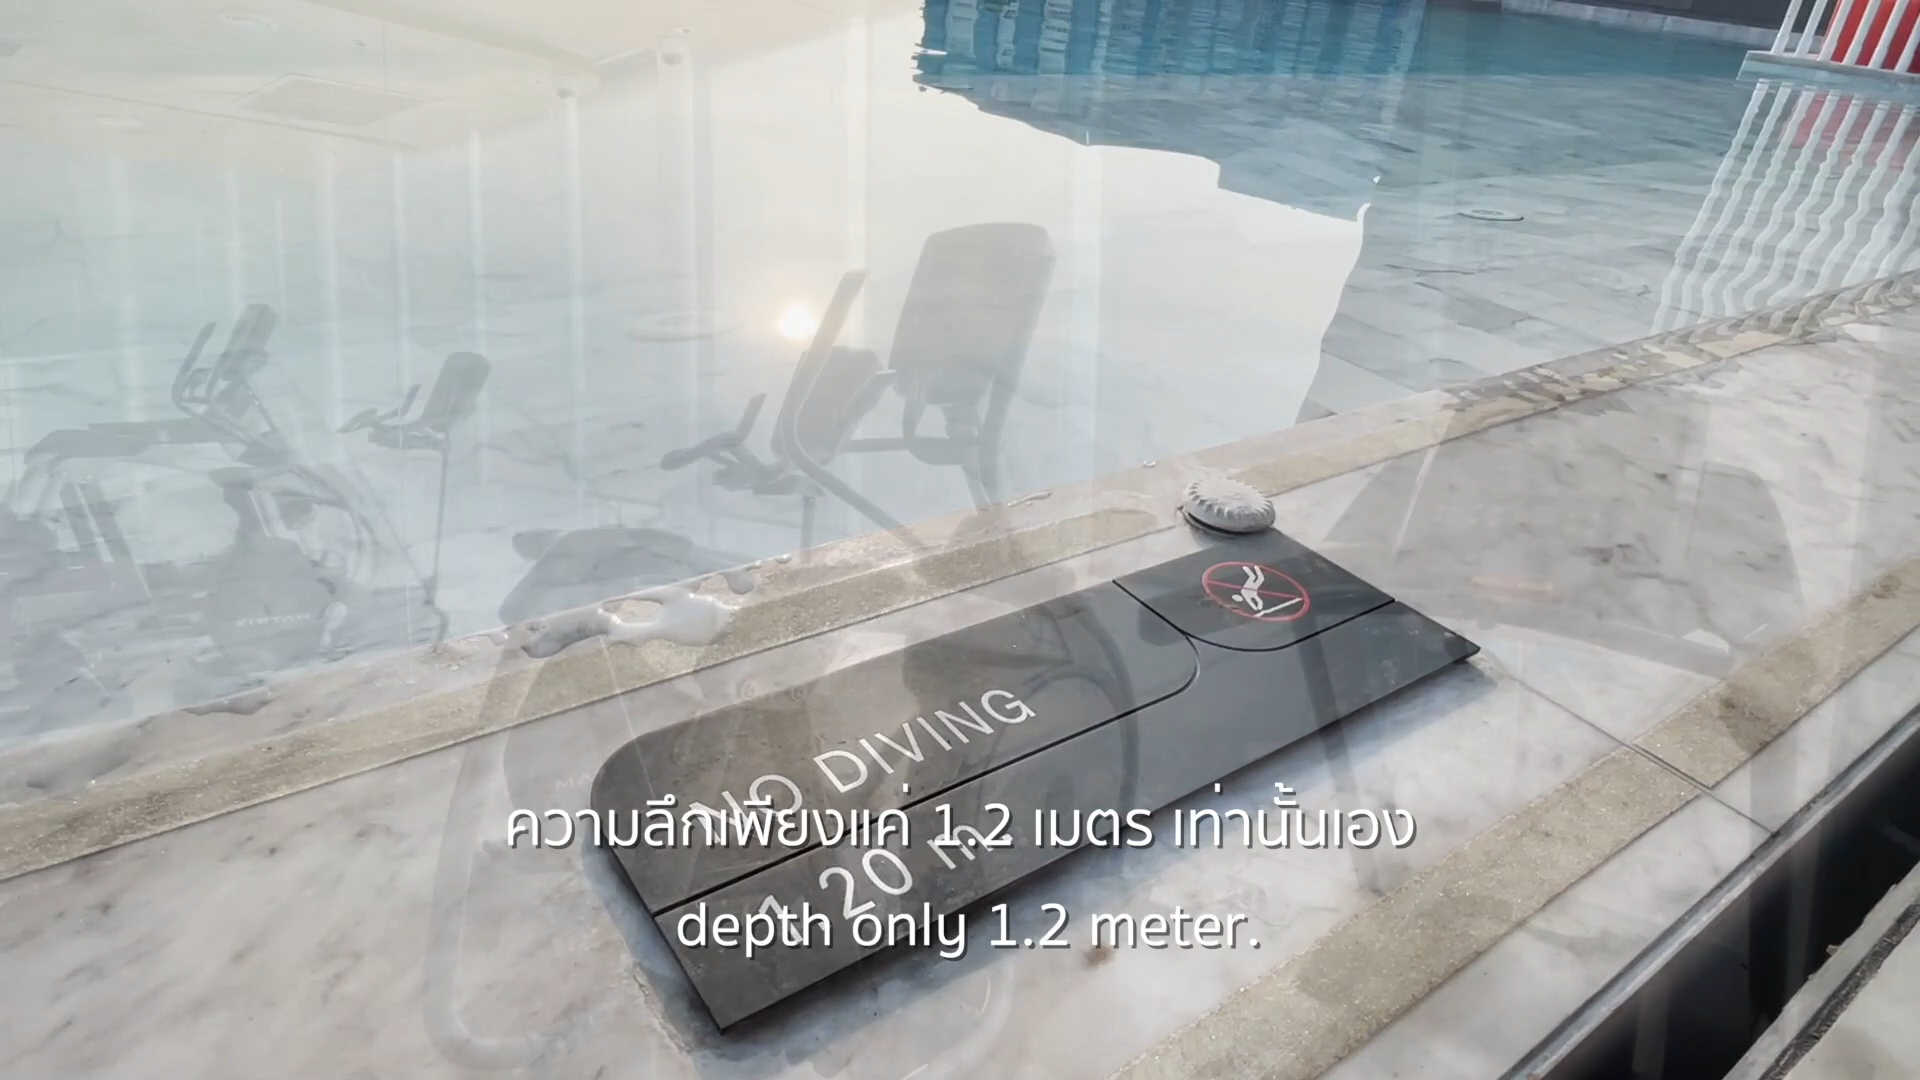 NO DIVING
1.20 m.
ความลึกเพียงแค่ 1.2 เมตร เท่านั้นเอง
depth only 1.2 meter.
MATRIX